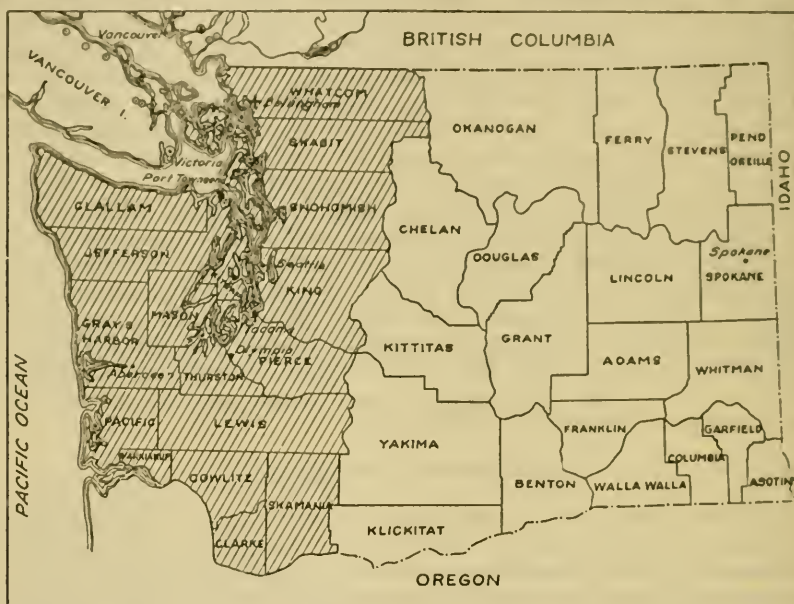 BRITISH COLUMBIA
Vancouver
VANCOUVER I.
WHATCOM
Bellingham
OKANOGAN
FERRY
STEVENS
PEND
OREILLE
IDAHO
SKAGIT
Victoria
Port Townsend
CLALLAM
SNOHOMISH
CHELAN
DOUGLAS
JEFFERSON
Seattle
KING
LINCOLN
Spokane
SPOKANE
MASON
GRAYS
HARBOR
Tacoma
Olympia
PIERCE
KITTITAS
GRANT
ADAMS
WHITMAN
Aberdeen
THURSTON
PACIFIC OCEAN
PACIFIC
LEWIS
YAKIMA
FRANKLIN
GARFIELD
WAHKIAKUM
COWLITZ
COLUMBIA
BENTON
WALLA WALLA
ASOTIN
SKAMANIA
KLICKITAT
CLARKE
OREGON